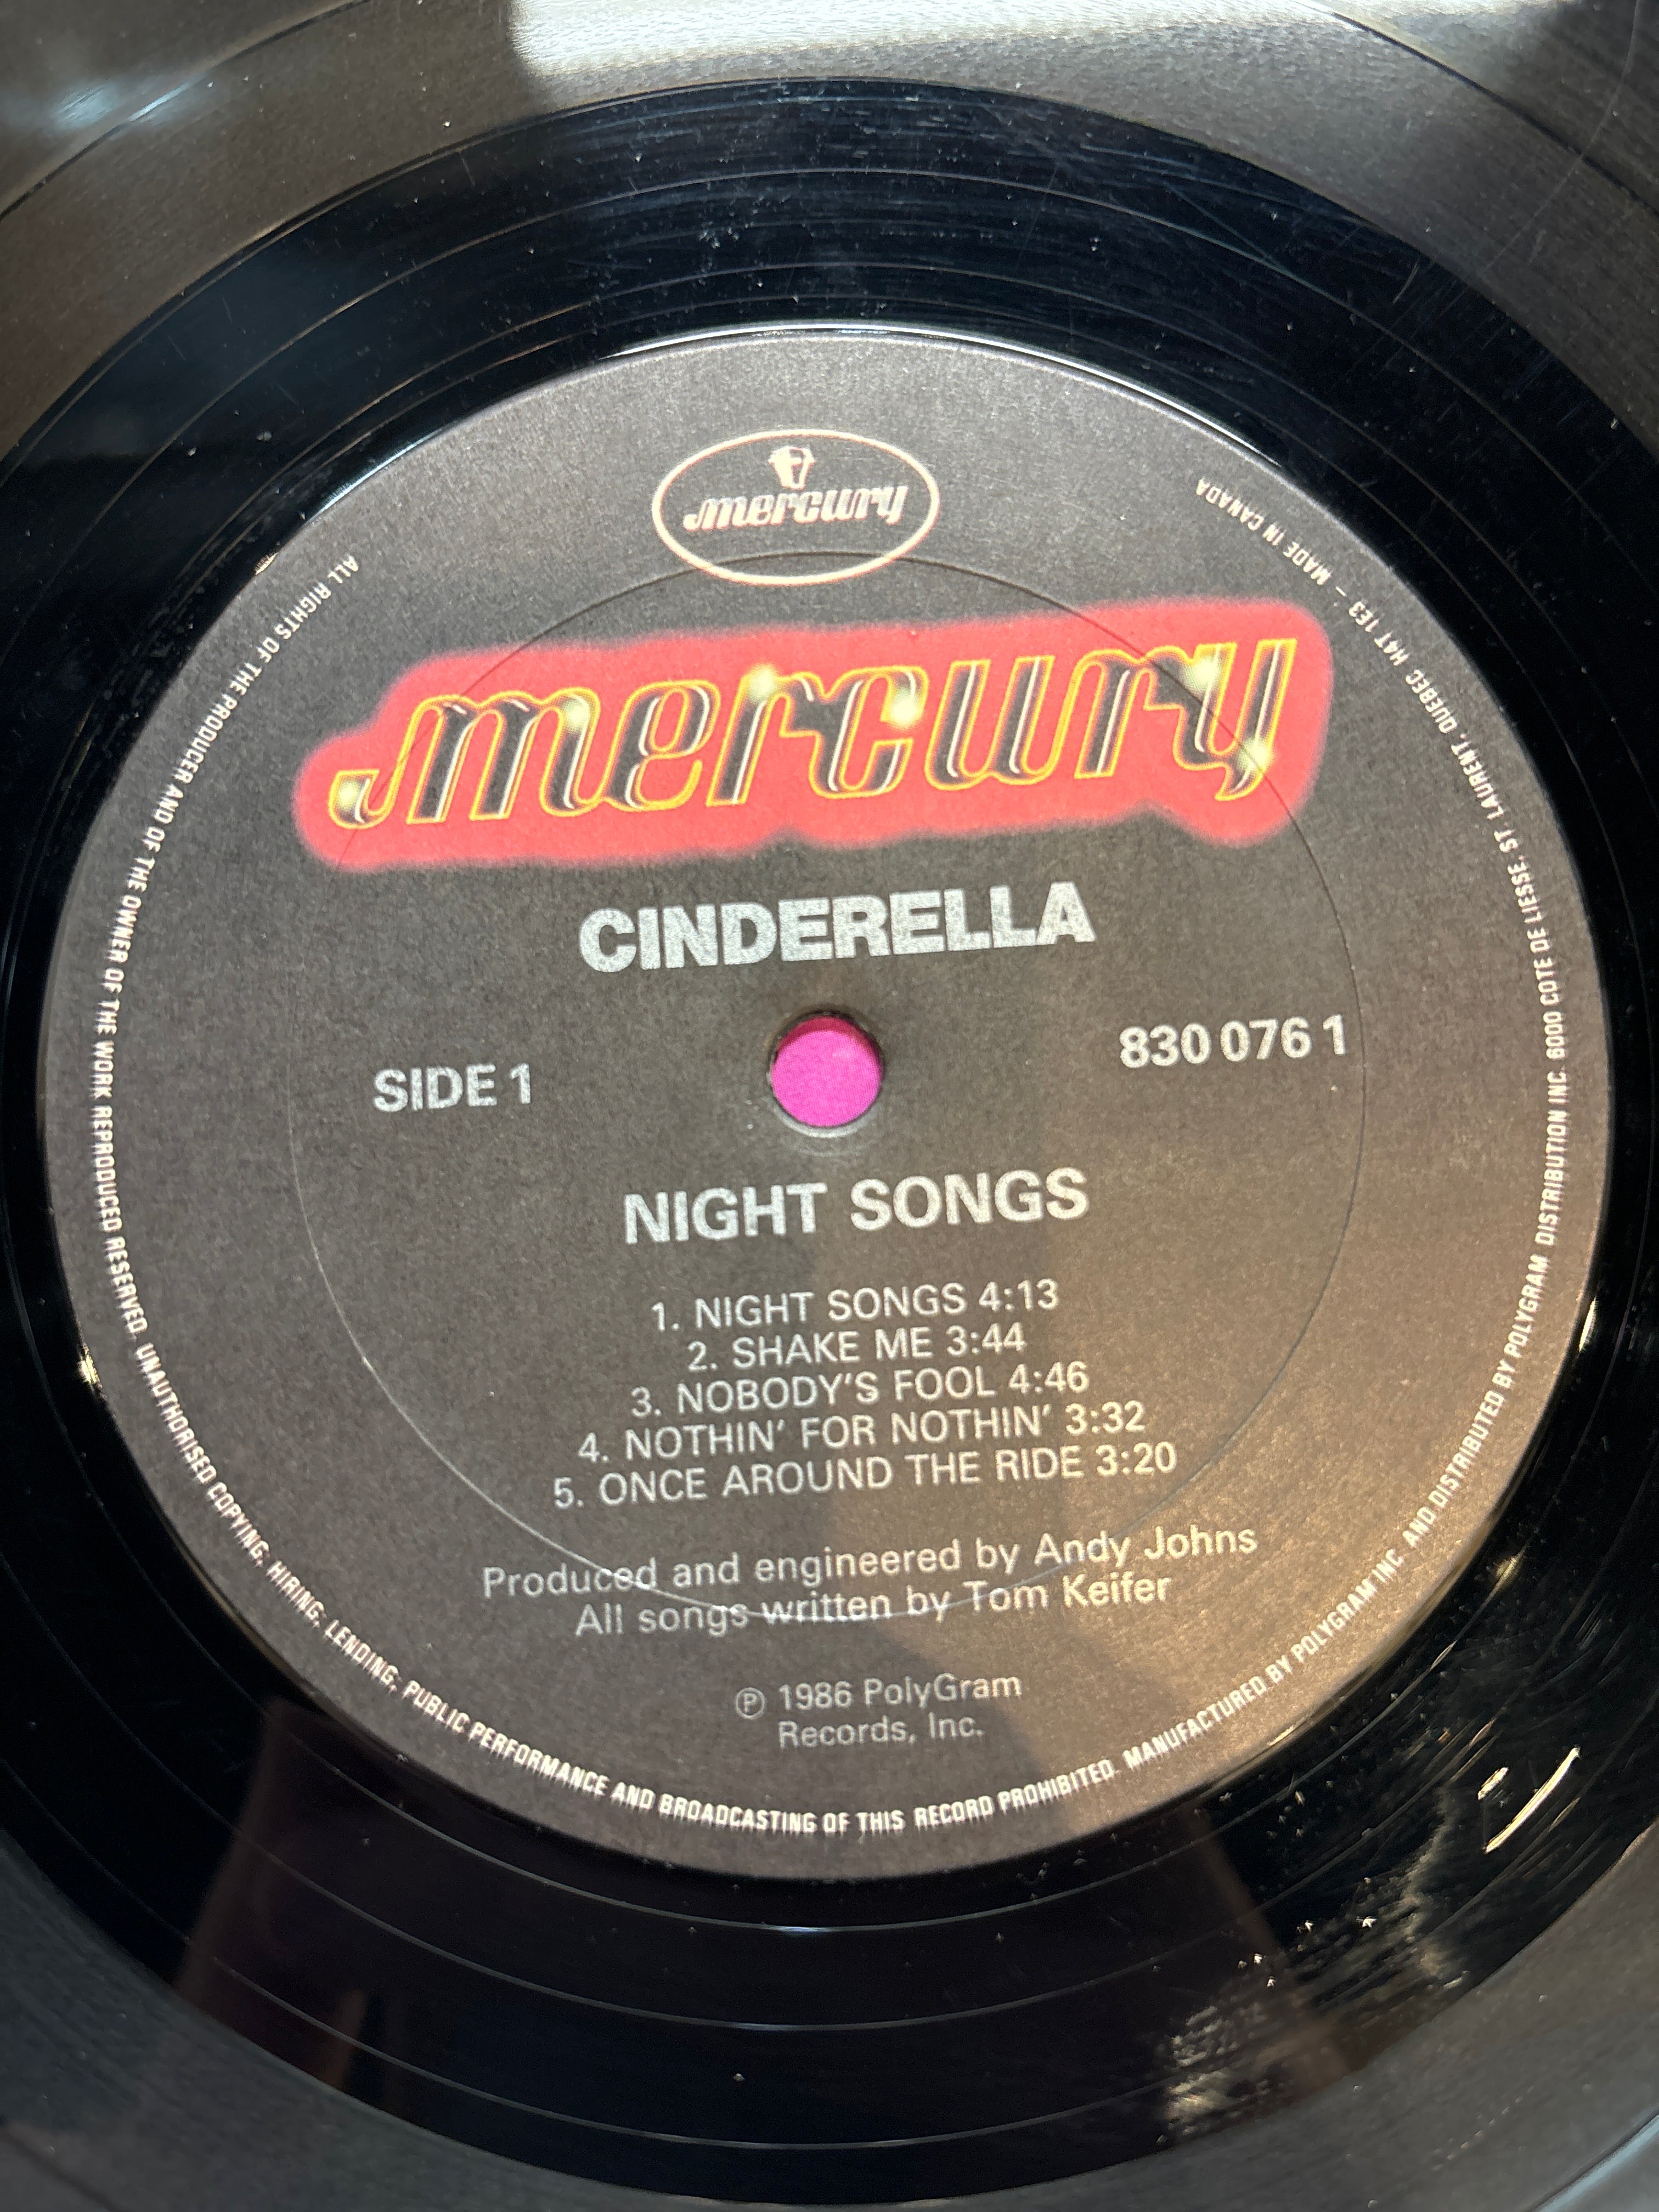 mercury
mercury
CINDERELLA
SIDE 1
830 076 1
NIGHT SONGS
1. NIGHT SONGS 4:13
2. SHAKE ME 3:44
3. NOBODY'S FOOL 4:46
4. NOTHIN' FOR NOTHIN' 3:32
5. ONCE AROUND THE RIDE 3:20
Produced and engineered by Andy Johns
All songs written by Tom Keifer
℗ 1986 PolyGram
Records, Inc.
ALL RIGHTS OF THE PRODUCER AND OF THE OWNER OF THE WORK REPRODUCED RESERVED. UNAUTHORISED COPYING, HIRING, LENDING, PUBLIC PERFORMANCE AND BROADCASTING OF THIS RECORD PROHIBITED. MANUFACTURED BY POLYGRAM INC. AND DISTRIBUTED BY POLYGRAM DISTRIBUTION INC. 6000 COTE DE LIESSE, ST. LAURENT, QUEBEC H4T 1E3 – MADE IN CANADA